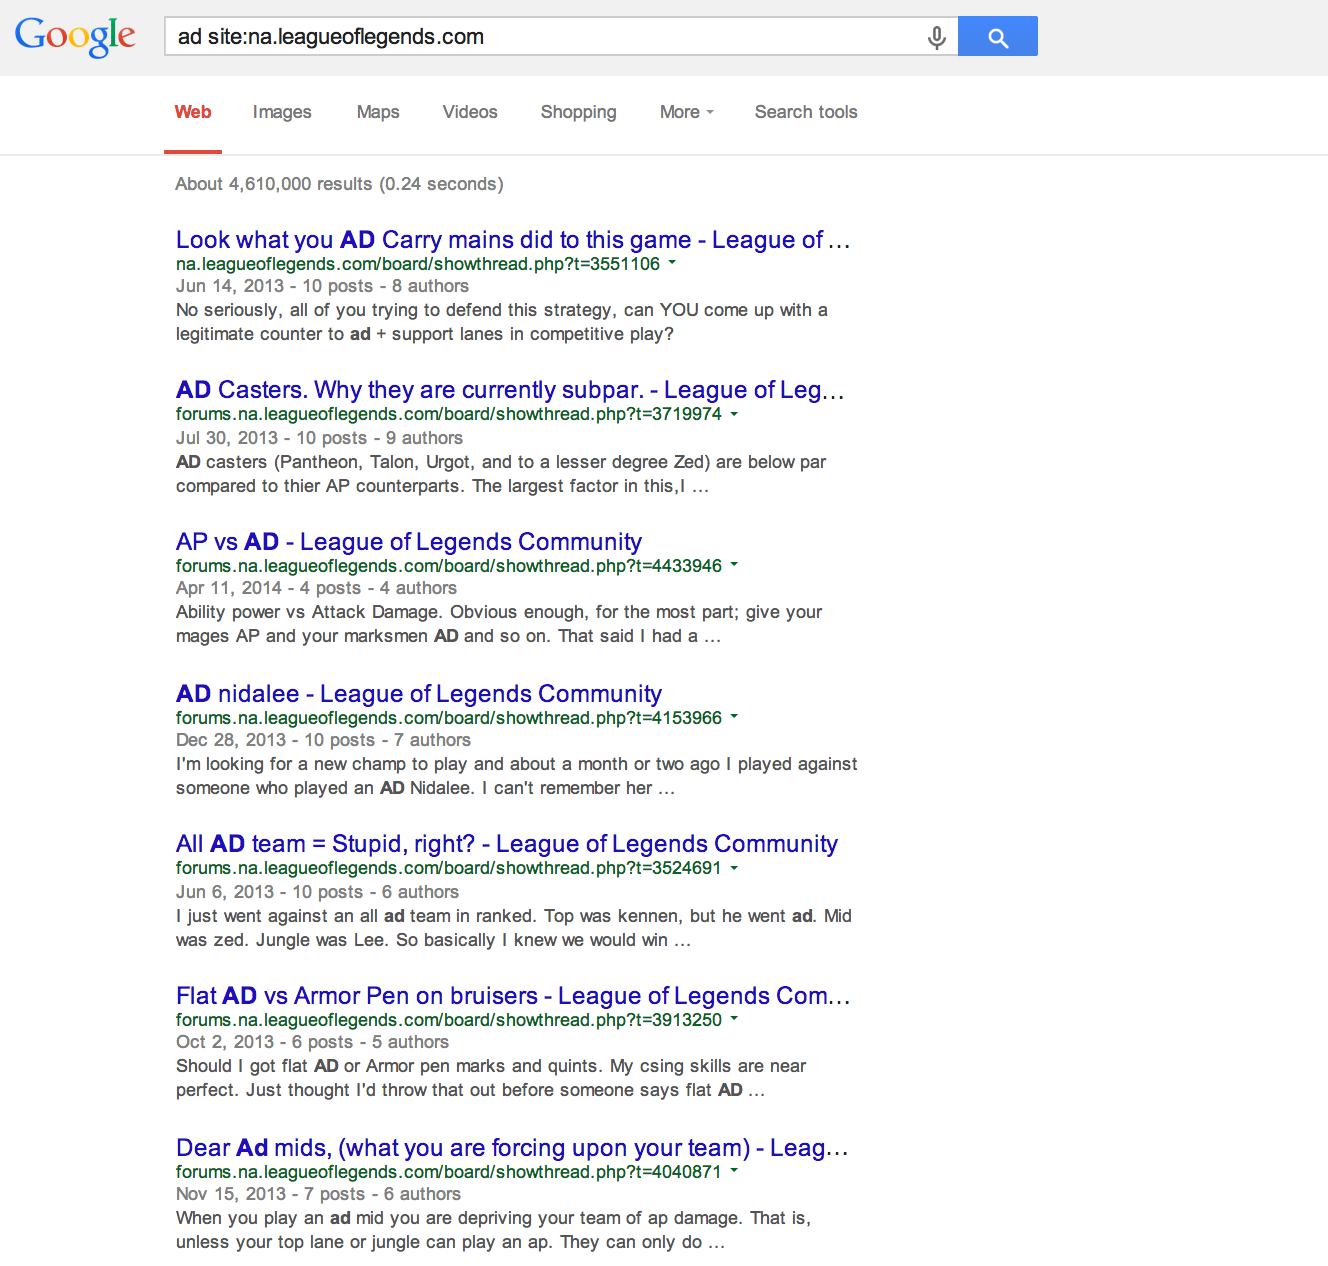 Google
ad site:na.leagueoflegends.com
Web Images Maps Videos Shopping More Search tools
About 4,610,000 results (0.24 seconds)
Look what you AD Carry mains did to this game - League of ...
na.leagueoflegends.com/board/showthread.php?t=3551106
Jun 14, 2013 - 10 posts - 8 authors
No seriously, all of you trying to defend this strategy, can YOU come up with a
legitimate counter to ad + support lanes in competitive play?
AD Casters. Why they are currently subpar. - League of Leg...
forums.na.leagueoflegends.com/board/showthread.php?t=3719974
Jul 30, 2013 - 10 posts - 9 authors
AD casters (Pantheon, Talon, Urgot, and to a lesser degree Zed) are below par
compared to thier AP counterparts. The largest factor in this,I ...
AP vs AD - League of Legends Community
forums.na.leagueoflegends.com/board/showthread.php?t=4433946
Apr 11, 2014 - 4 posts - 4 authors
Ability power vs Attack Damage. Obvious enough, for the most part; give your
mages AP and your marksmen AD and so on. That said I had a ...
AD nidalee - League of Legends Community
forums.na.leagueoflegends.com/board/showthread.php?t=4153966
Dec 28, 2013 - 10 posts - 7 authors
I'm looking for a new champ to play and about a month or two ago I played against
someone who played an AD Nidalee. I can't remember her ...
All AD team = Stupid, right? - League of Legends Community
forums.na.leagueoflegends.com/board/showthread.php?t=3524691
Jun 6, 2013 - 10 posts - 6 authors
I just went against an all ad team in ranked. Top was kennen, but he went ad. Mid
was zed. Jungle was Lee. So basically I knew we would win ...
Flat AD vs Armor Pen on bruisers - League of Legends Com...
forums.na.leagueoflegends.com/board/showthread.php?t=3913250
Oct 2, 2013 - 6 posts - 5 authors
Should I got flat AD or Armor pen marks and quints. My csing skills are near
perfect. Just thought I'd throw that out before someone says flat AD ...
Dear Ad mids, (what you are forcing upon your team) - Leag...
forums.na.leagueoflegends.com/board/showthread.php?t=4040871
Nov 15, 2013 - 7 posts - 6 authors
When you play an ad mid you are depriving your team of ap damage. That is,
unless your top lane or jungle can play an ap. They can only do ...